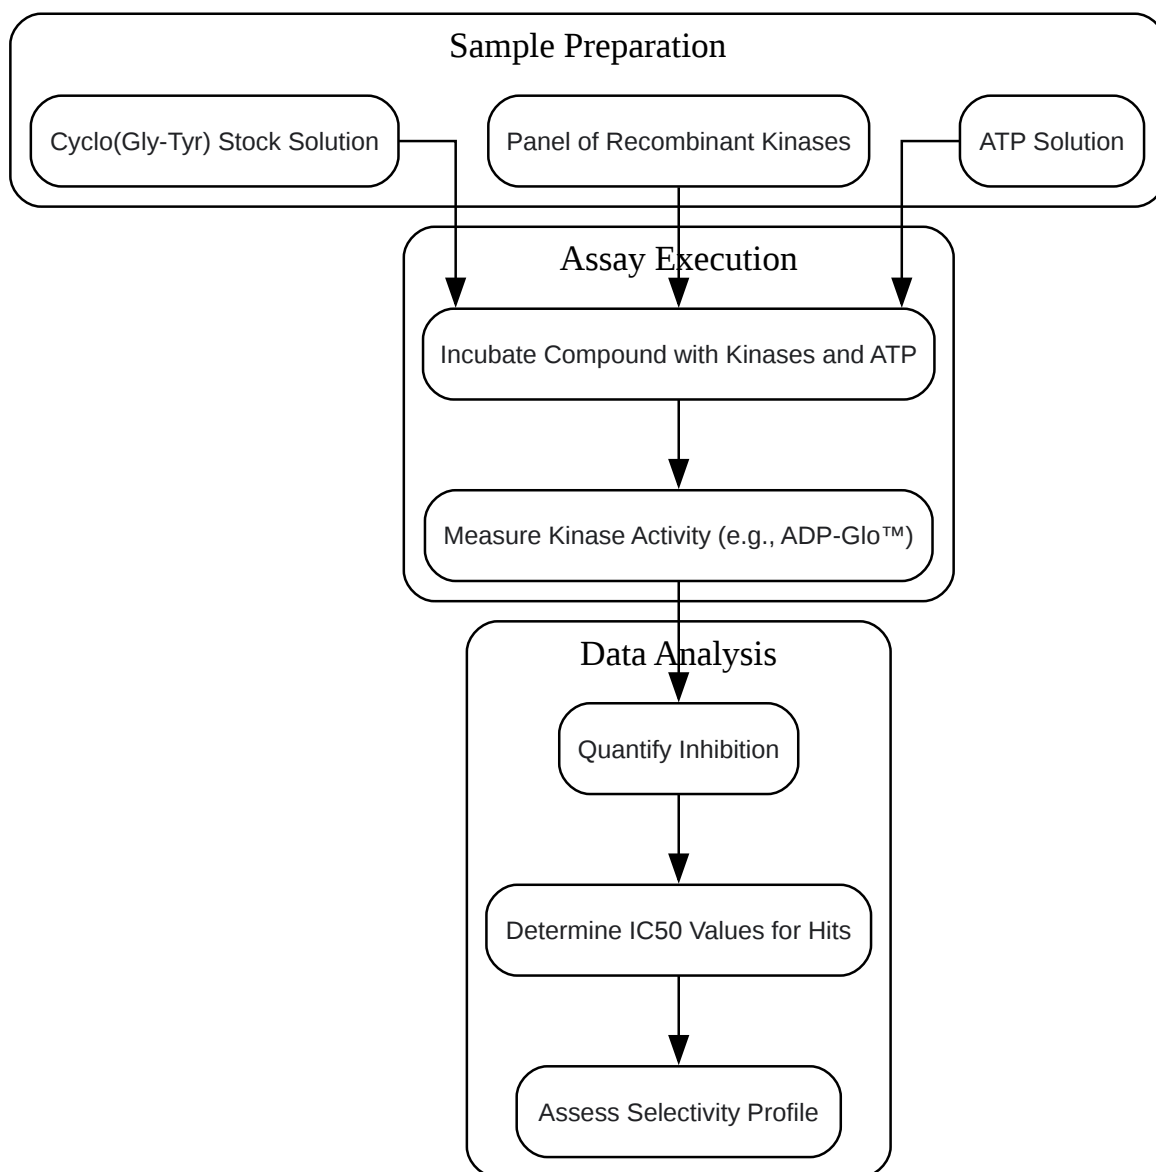 Sample Preparation
Cyclo(Gly-Tyr) Stock Solution
Panel of Recombinant Kinases
ATP Solution
Assay Execution
Incubate Compound with Kinases and ATP
Measure Kinase Activity (e.g., ADP-Glo™)
Data Analysis
Quantify Inhibition
Determine IC50 Values for Hits
Assess Selectivity Profile